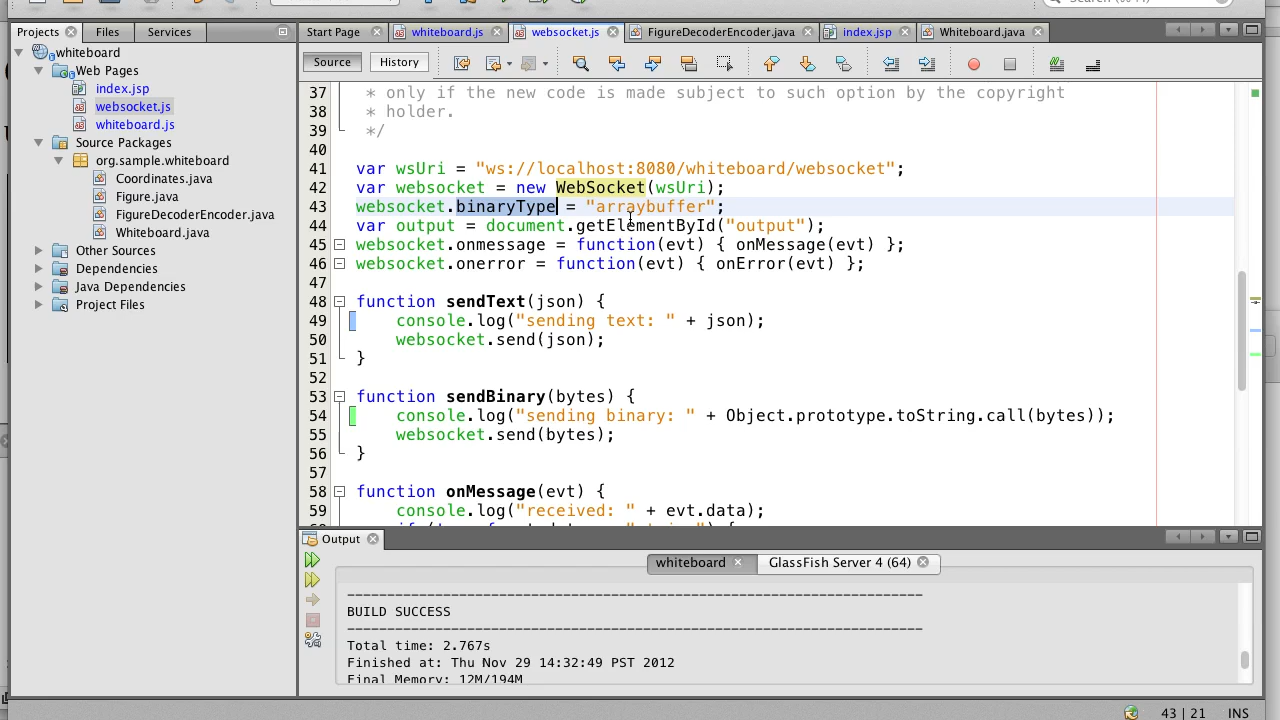 Projects Files Services
Start Page whiteboard.js websocket.js FigureDecoderEncoder.java index.jsp Whiteboard.java
Source History
whiteboard
Web Pages
index.jsp
websocket.js
whiteboard.js
Source Packages
org.sample.whiteboard
Coordinates.java
Figure.java
FigureDecoderEncoder.java
Whiteboard.java
Other Sources
Dependencies
Java Dependencies
Project Files
37 * only if the new code is made subject to such option by the copyright
38 * holder.
39 */
40
41 var wsUri = "ws://localhost:8080/whiteboard/websocket";
42 var websocket = new WebSocket(wsUri);
43 websocket.binaryType = "arraybuffer";
44 var output = document.getElementById("output");
45 websocket.onmessage = function(evt) { onMessage(evt) };
46 websocket.onerror = function(evt) { onError(evt) };
47
48 function sendText(json) {
49 console.log("sending text: " + json);
50 websocket.send(json);
51 }
52
53 function sendBinary(bytes) {
54 console.log("sending binary: " + Object.prototype.toString.call(bytes));
55 websocket.send(bytes);
56 }
57
58 function onMessage(evt) {
59 console.log("received: " + evt.data);
Output
whiteboard GlassFish Server 4 (64)
------------------------------------------------------------------------
BUILD SUCCESS
------------------------------------------------------------------------
Total time: 2.767s
Finished at: Thu Nov 29 14:32:49 PST 2012
Final Memory: 12M/194M
43 | 21 INS